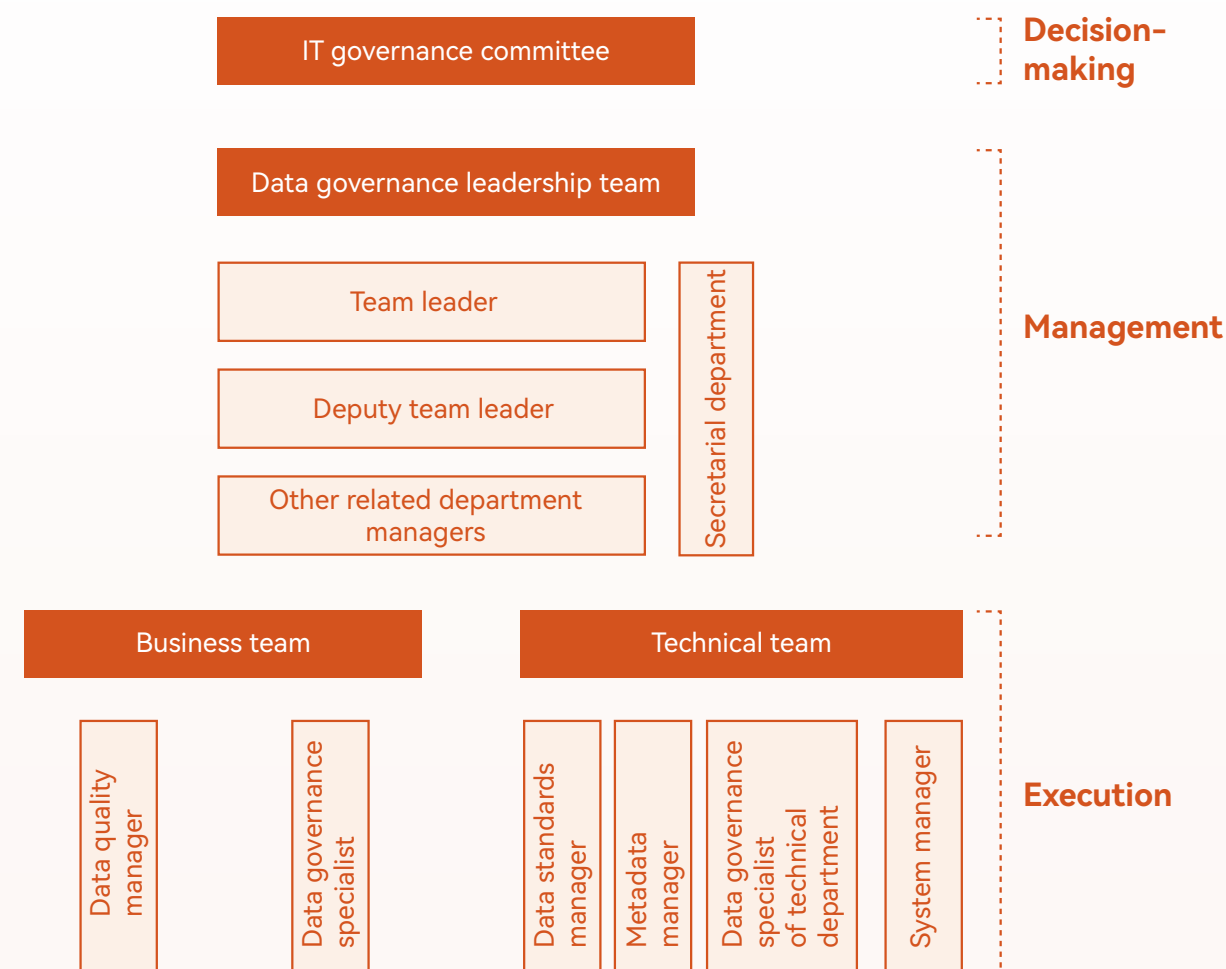 IT governance committee
Decision-
making
Data governance leadership team
Team leader
Deputy team leader
Other related department
managers
Secretarial department
Management
Business team
Technical team
Data quality
manager
Data governance
specialist
Data standards
manager
Metadata
manager
Data governance
specialist
of technical
department
System manager
Execution